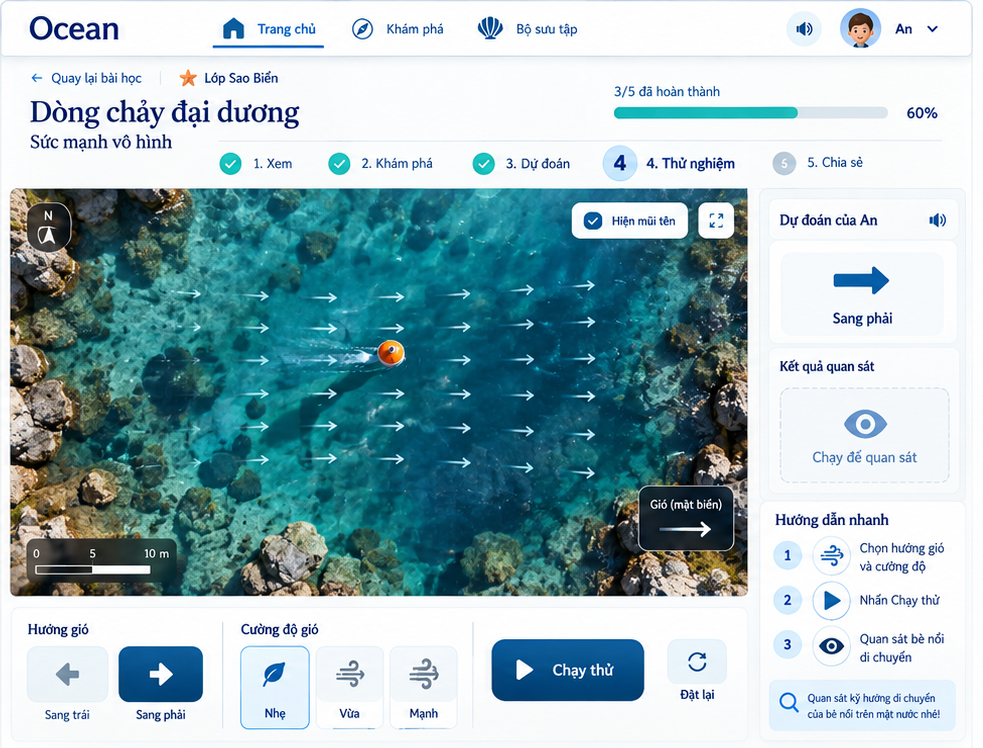 Ocean
Trang chủ
Khám phá
Bộ sưu tập
An
Quay lại bài học
Lớp Sao Biển
Dòng chảy đại dương
Sức mạnh vô hình
3/5 đã hoàn thành
60%
1. Xem
2. Khám phá
3. Dự đoán
4
4. Thử nghiệm
5
5. Chia sẻ
N
Hiện mũi tên
Gió (mặt biển)
0 5 10 m
Dự đoán của An
Sang phải
Kết quả quan sát
Chạy để quan sát
Hướng dẫn nhanh
1
Chọn hướng gió
và cường độ
2
Nhấn Chạy thử
3
Quan sát bè nổi
di chuyển
Quan sát kỹ hướng di chuyển
của bè nổi trên mặt nước nhé!
Hướng gió
Sang trái
Sang phải
Cường độ gió
Nhẹ
Vừa
Mạnh
Chạy thử
Đặt lại